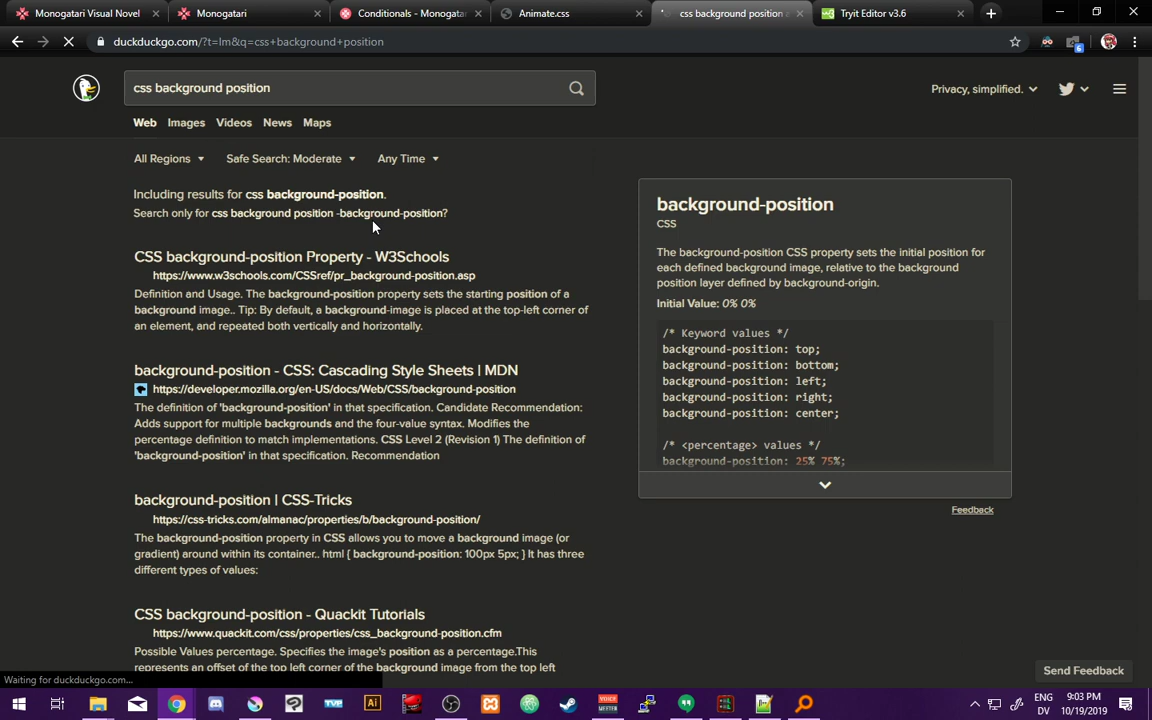 Monogatari Visual Novel
Monogatari
Conditionals - Monogatar
Animate.css
css background position
Tryit Editor v3.6
duckduckgo.com/?t=lm&q=css+background+position
css background position
Privacy, simplified.
Web Images Videos News Maps
All Regions Safe Search: Moderate Any Time
Including results for css background-position.
Search only for css background position -background-position?
CSS background-position Property - W3Schools
https://www.w3schools.com/CSSref/pr_background-position.asp
Definition and Usage. The background-position property sets the starting position of a
background image.. Tip: By default, a background-image is placed at the top-left corner of
an element, and repeated both vertically and horizontally.
background-position - CSS: Cascading Style Sheets | MDN
https://developer.mozilla.org/en-US/docs/Web/CSS/background-position
The definition of 'background-position' in that specification. Candidate Recommendation:
Adds support for multiple backgrounds and the four-value syntax. Modifies the
percentage definition to match implementations. CSS Level 2 (Revision 1) The definition of
'background-position' in that specification. Recommendation
background-position | CSS-Tricks
https://css-tricks.com/almanac/properties/b/background-position/
The background-position property in CSS allows you to move a background image (or
gradient) around within its container.. html { background-position: 100px 5px; } It has three
different types of values:
CSS background-position - Quackit Tutorials
https://www.quackit.com/css/properties/css_background-position.cfm
Possible Values percentage. Specifies the image's position as a percentage.This
represents an offset of the top left corner of the background image from the top left
background-position
CSS
The background-position CSS property sets the initial position for
each defined background image, relative to the background
position layer defined by background-origin.
Initial Value: 0% 0%
/* Keyword values */
background-position: top;
background-position: bottom;
background-position: left;
background-position: right;
background-position: center;
/* <percentage> values */
background-position: 25% 75%;
Feedback
Send Feedback
Waiting for duckduckgo.com...
6
TVP
Ai
VOICE
MEETER
ENG
DV
9:03 PM
10/19/2019